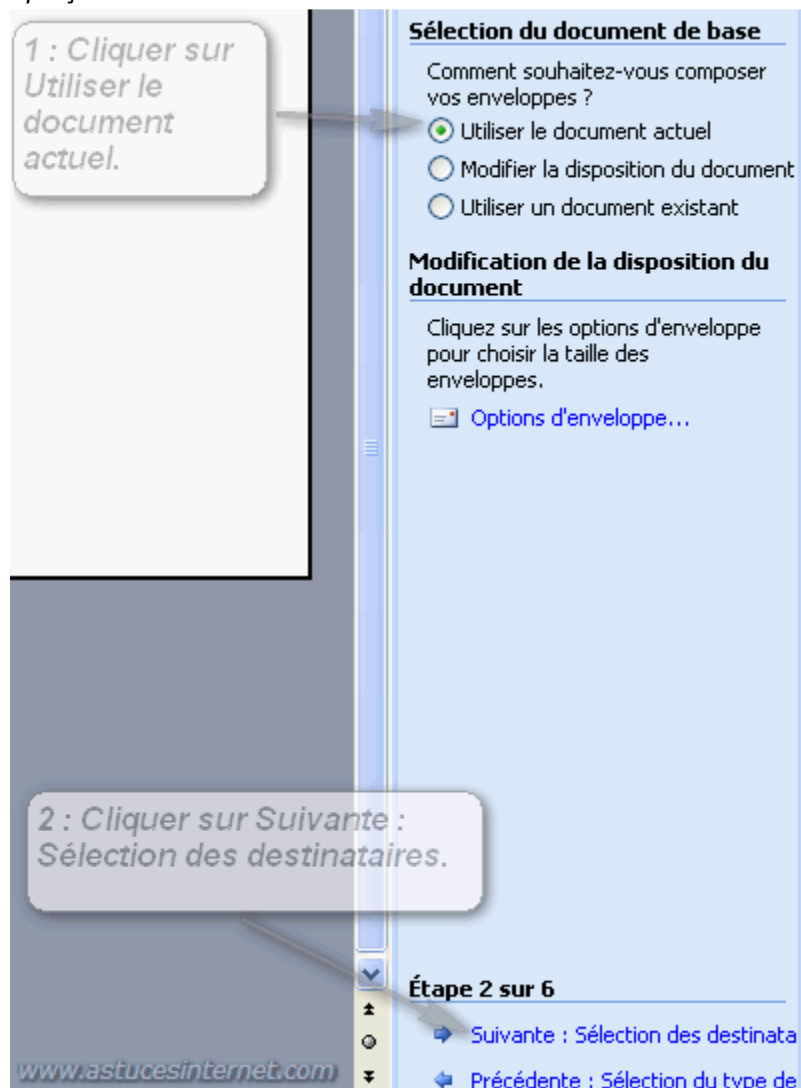 1 : Cliquer sur
Utiliser le
document
actuel.
Sélection du document de base
Comment souhaitez-vous composer
vos enveloppes ?
Utiliser le document actuel
Modifier la disposition du document
Utiliser un document existant
Modification de la disposition du
document
Cliquez sur les options d'enveloppe
pour choisir la taille des
enveloppes.
Options d'enveloppe...
2 : Cliquer sur Suivante :
Sélection des destinataires.
Étape 2 sur 6
Suivante : Sélection des destinata
Précédente : Sélection du type de
www.astucesinternet.com